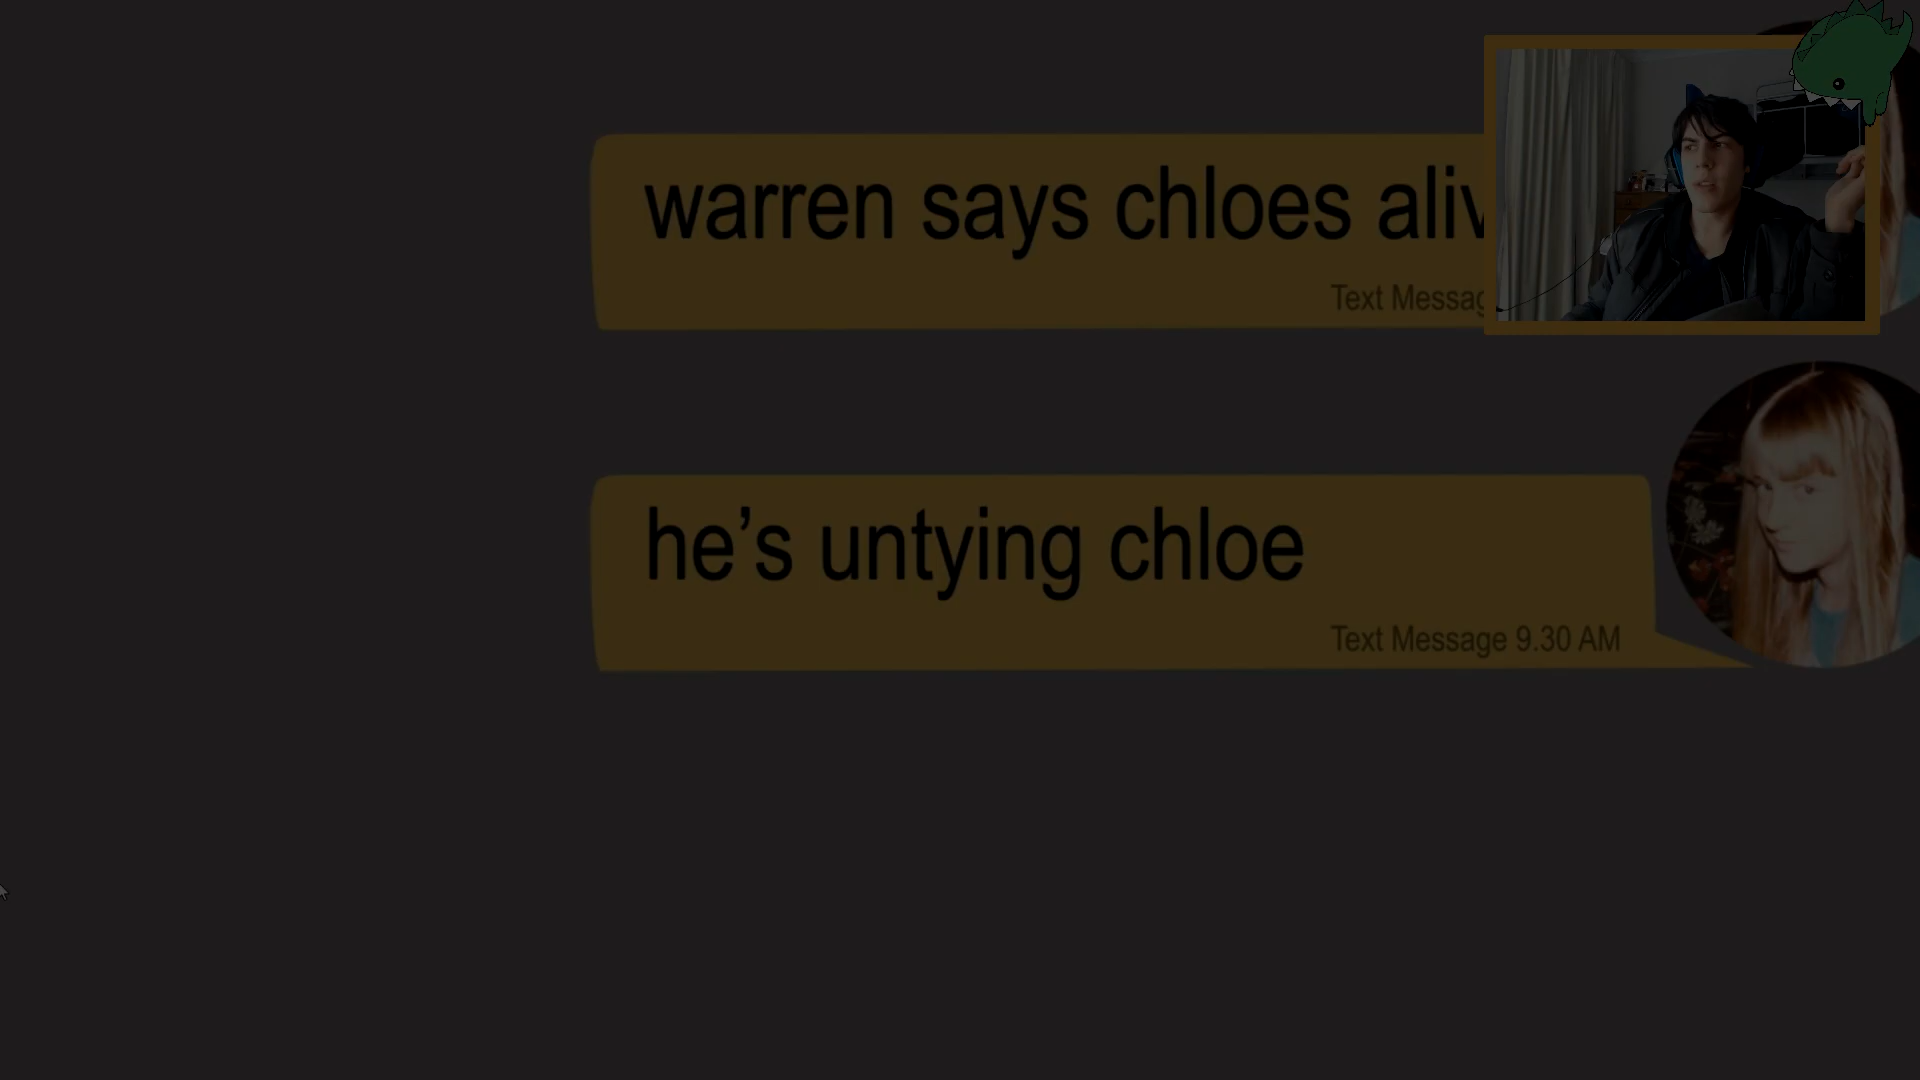 warren says chloes aliv
Text Messag
he’s untying chloe
Text Message 9.30 AM